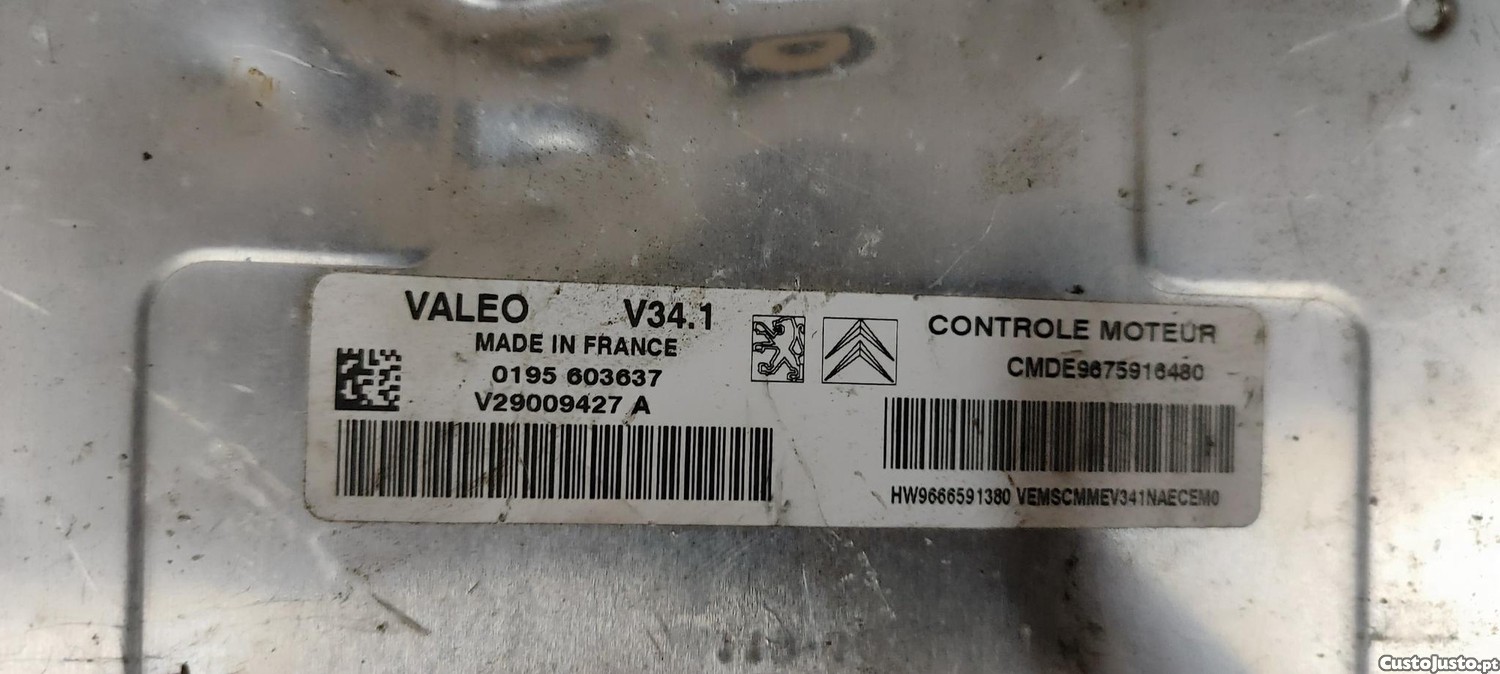 VALEO V34.1
MADE IN FRANCE
0195 603637
V29009427 A
CONTROLE MOTEUR
CMDE9675916480
HW9666591380 VEMSCMMEV341NAECEM0
CustoJusto.pt